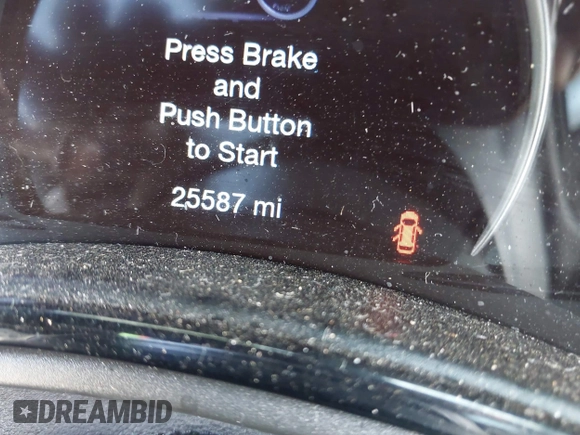 Press Brake
and
Push Button
to Start
25587 mi
DREAMBID